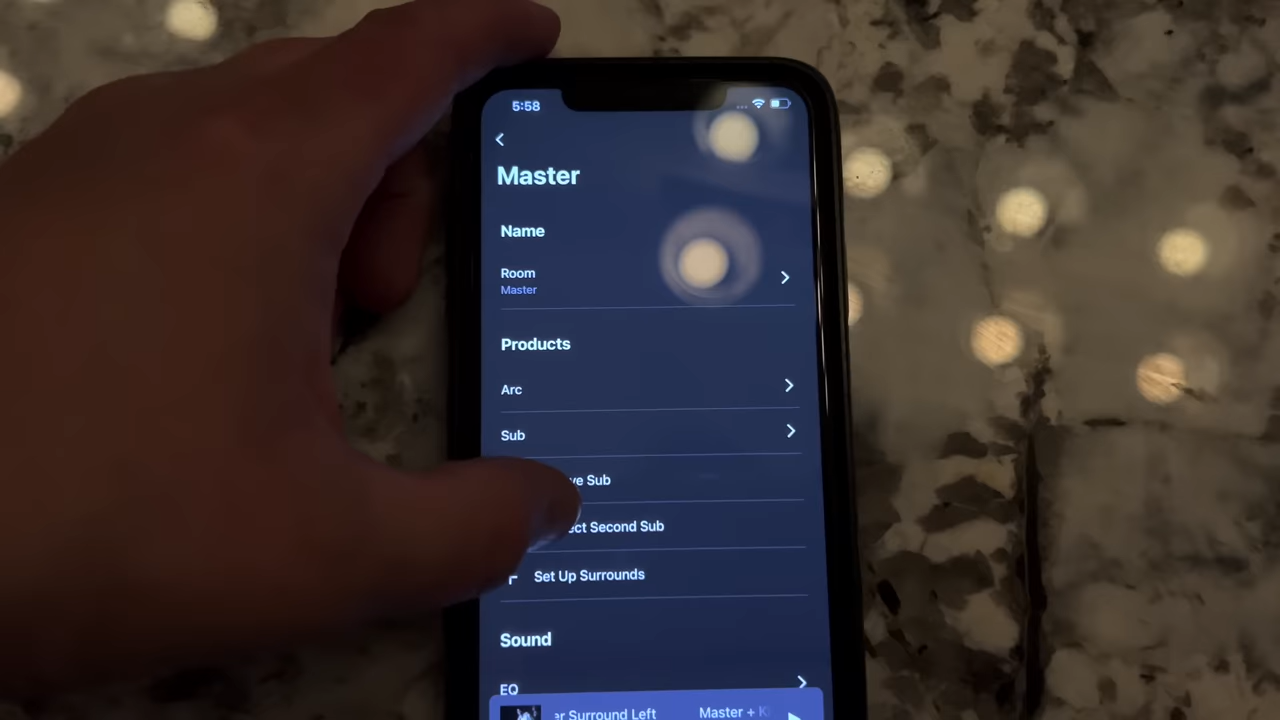 5:58
Master
Name
Room
Master
Products
Arc
Sub
Sub
Second Sub
Set Up Surrounds
Sound
EQ
Surround Left Master +